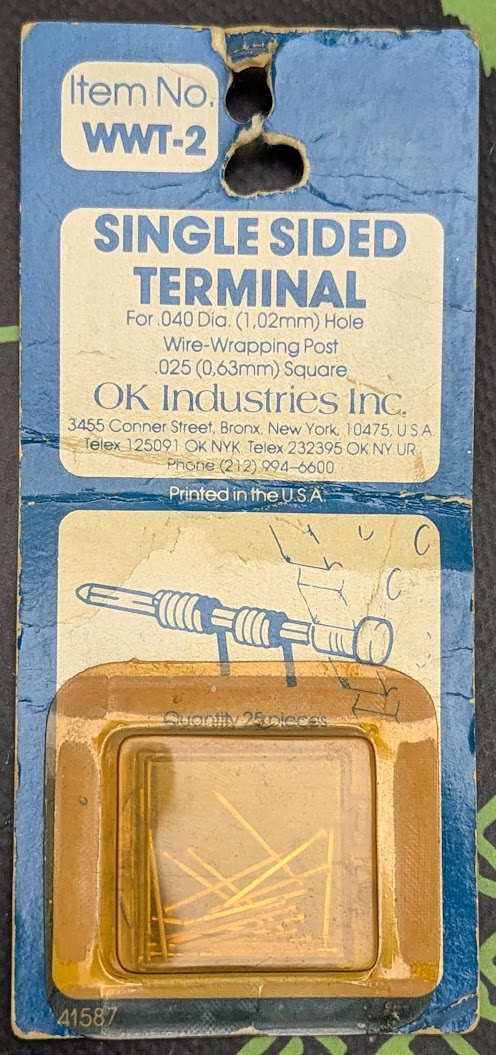 Item No.
WWT-2
SINGLE SIDED
TERMINAL
For .040 Dia. (1,02mm) Hole
Wire-Wrapping Post
.025 (0,63mm) Square
OK Industries Inc.
3455 Conner Street, Bronx, New York, 10475, U.S.A.
Telex 125091 OK NYK Telex 232395 OK NY UR
Phone (212) 994-6600
Printed in the U.S.A.
Quantity 25 pieces
41587